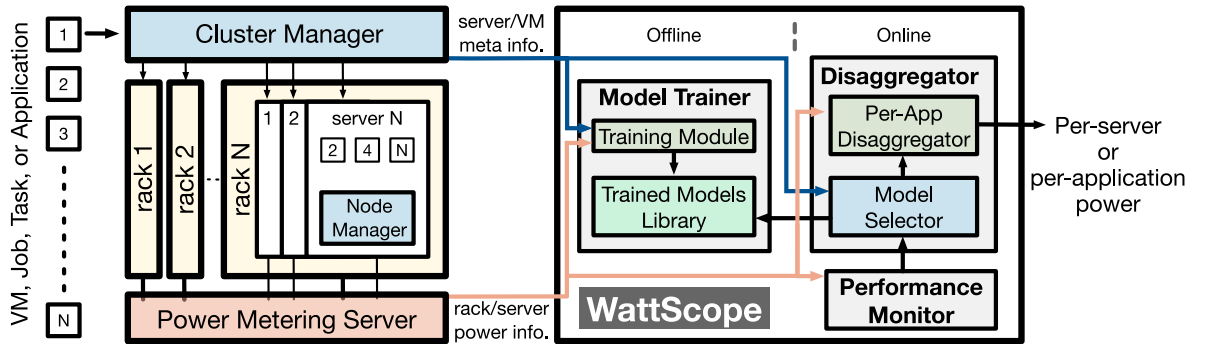 VM, Job, Task, or Application
1
2
3
N
Cluster Manager
rack 1
rack 2
rack N
1
2
server N
2
4
N
Node
Manager
Power Metering Server
server/VM
meta info.
rack/server
power info.
Offline
Online
Model Trainer
Training Module
Trained Models
Library
WattScope
Disaggregator
Per-App
Disaggregator
Model
Selector
Performance
Monitor
Per-server
or
per-application
power